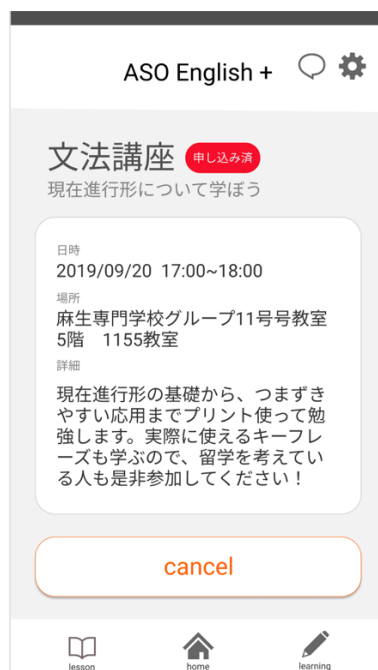 ASO English +
文法講座 申し込み済
現在進行形について学ぼう
日時
2019/09/20 17:00~18:00
場所
麻生専門学校グループ11号号教室
5階　1155教室
詳細
現在進行形の基礎から、つまずき
やすい応用までプリント使って勉
強します。実際に使えるキーフレ
ーズも学ぶので、留学を考えてい
る人も是非参加してください！
cancel
lesson home learning